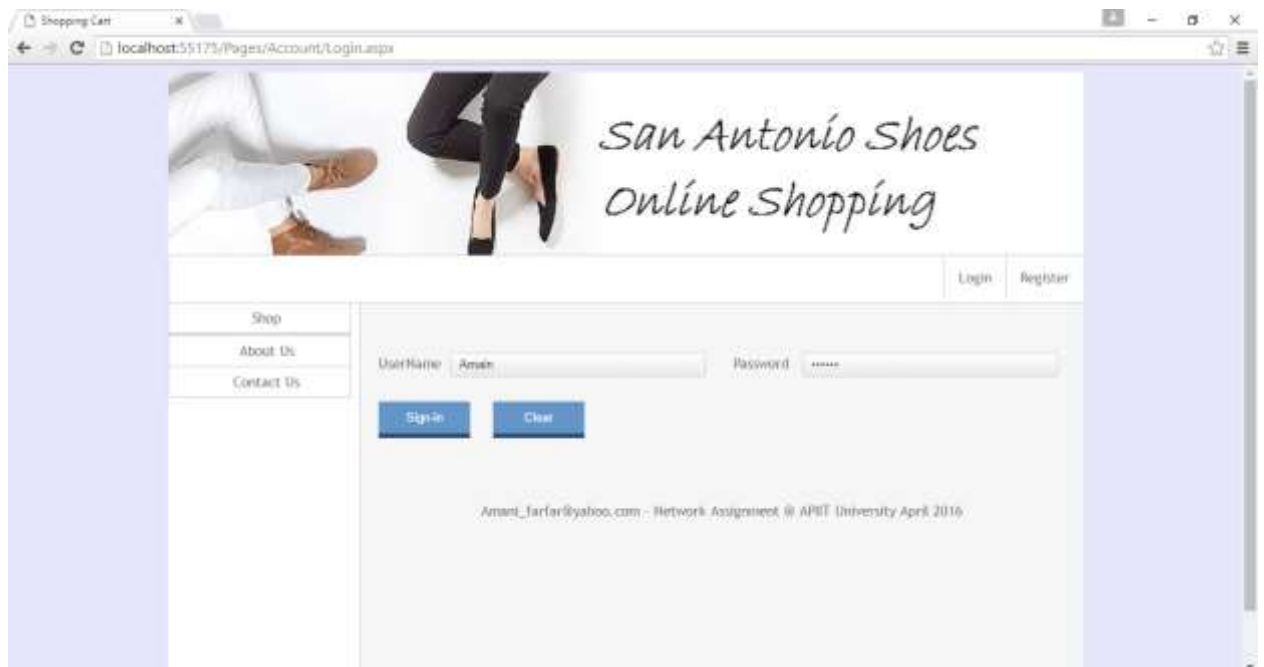 Shopping Cart
localhost:55175/Pages/Account/Login.aspx
San Antonio Shoes
Online Shopping
Login Register
Shop
About Us
Contact Us
UserName Amain Password •••••••
Sign-in Clear
Amani_farfar@yahoo.com - Network Assignment @ APIIT University April 2016